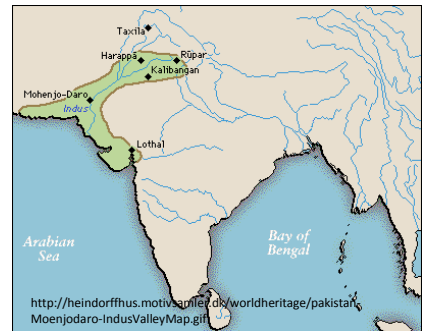 Taxila
Harappa
Rūpar
Kalibangan
Mohenjo-Daro
Indus
Lothal
Arabian
Sea
Bay of
Bengal
http://heindorffhus.motivsamler.dk/worldheritage/pakistan
Moenjodaro-IndusValleyMap.gif